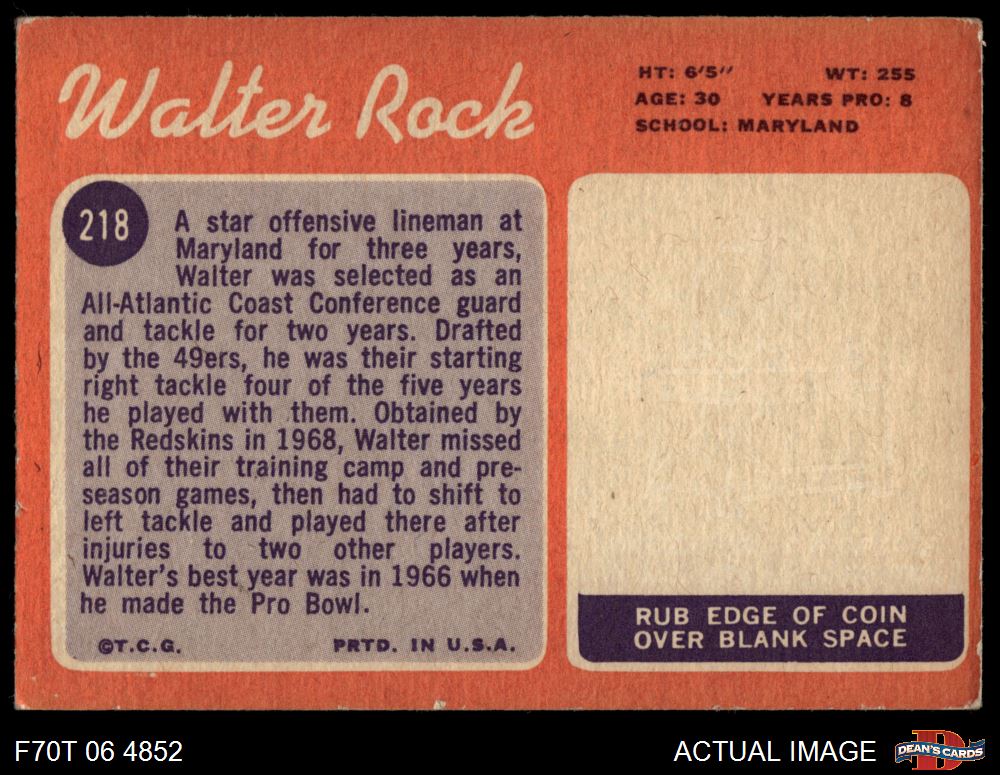 Walter Rock
HT: 6'5" WT: 255
AGE: 30 YEARS PRO: 8
SCHOOL: MARYLAND
218
A star offensive lineman at
Maryland for three years,
Walter was selected as an
All-Atlantic Coast Conference guard
and tackle for two years. Drafted
by the 49ers, he was their starting
right tackle four of the five years
he played with them. Obtained by
the Redskins in 1968, Walter missed
all of their training camp and pre-
season games, then had to shift to
left tackle and played there after
injuries to two other players.
Walter's best year was in 1966 when
he made the Pro Bowl.
©T.C.G. PRTD. IN U.S.A.
RUB EDGE OF COIN
OVER BLANK SPACE
F70T 06 4852
ACTUAL IMAGE
D
DEAN'S CARDS